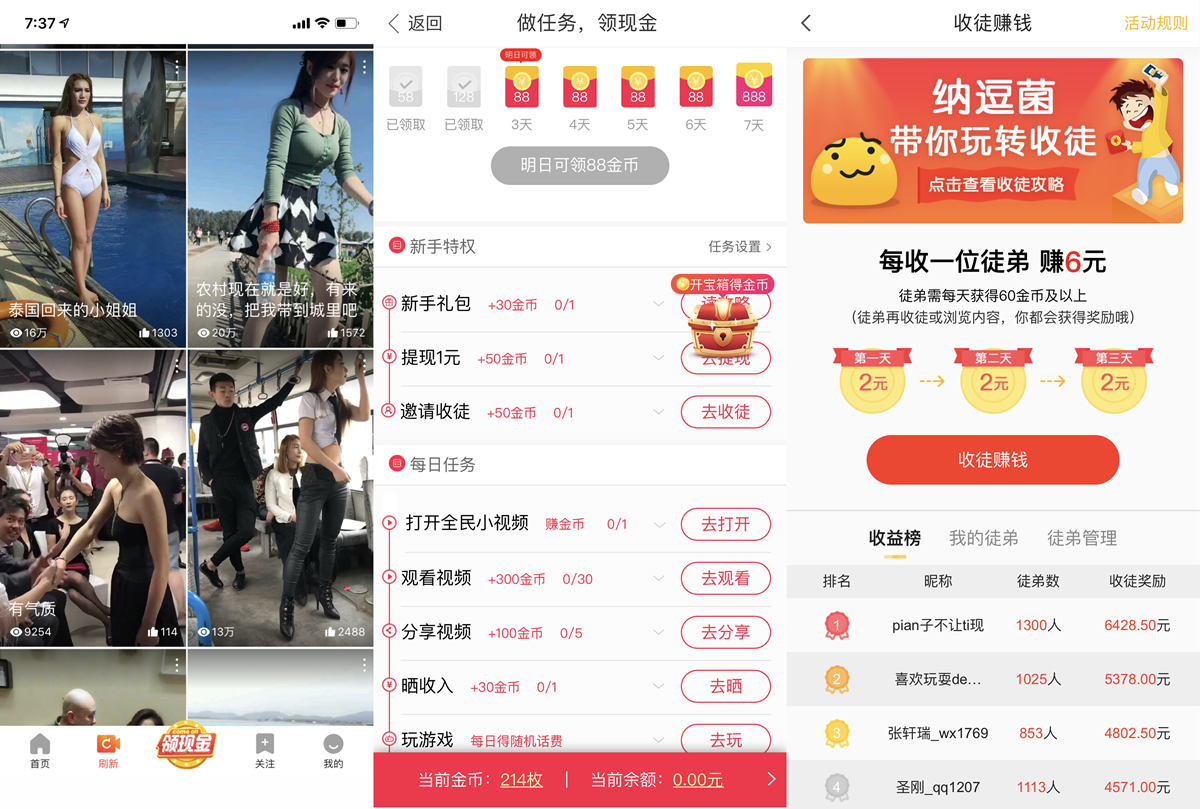 7:37
泰国回来的小姐姐
16万
1303
农村现在就是好，有来
的没，把我带到城里吧
20万
1572
有气质
9254
114
13万
2488
首页
刷新
come on
领现金
关注
我的
返回
做任务，领现金
明日可领
58
128
88
88
88
88
888
已领取
已领取
3天
4天
5天
6天
7天
明日可领88金币
新手特权
任务设置
开宝箱得金币
新手礼包 +30金币 0/1
提现1元 +50金币 0/1
去提现
邀请收徒 +50金币 0/1
去收徒
每日任务
打开全民小视频 赚金币 0/1
去打开
观看视频 +300金币 0/30
去观看
分享视频 +100金币 0/5
去分享
晒收入 +30金币 0/1
去晒
玩游戏 每日得随机话费
去玩
当前金币：214枚 | 当前余额：0.00元
收徒赚钱
活动规则
纳逗菌
带你玩转收徒
点击查看收徒攻略
每收一位徒弟 赚6元
徒弟需每天获得60金币及以上
（徒弟再收徒或浏览内容，你都会获得奖励哦）
第一天
2元
第二天
2元
第三天
2元
收徒赚钱
收益榜 我的徒弟 徒弟管理
排名 昵称 徒弟数 收徒奖励
1 pian子不让ti现 1300人 6428.50元
2 喜欢玩耍de... 1025人 5378.00元
3 张轩瑞_wx1769 853人 4802.50元
4 圣刚_qq1207 1113人 4571.00元